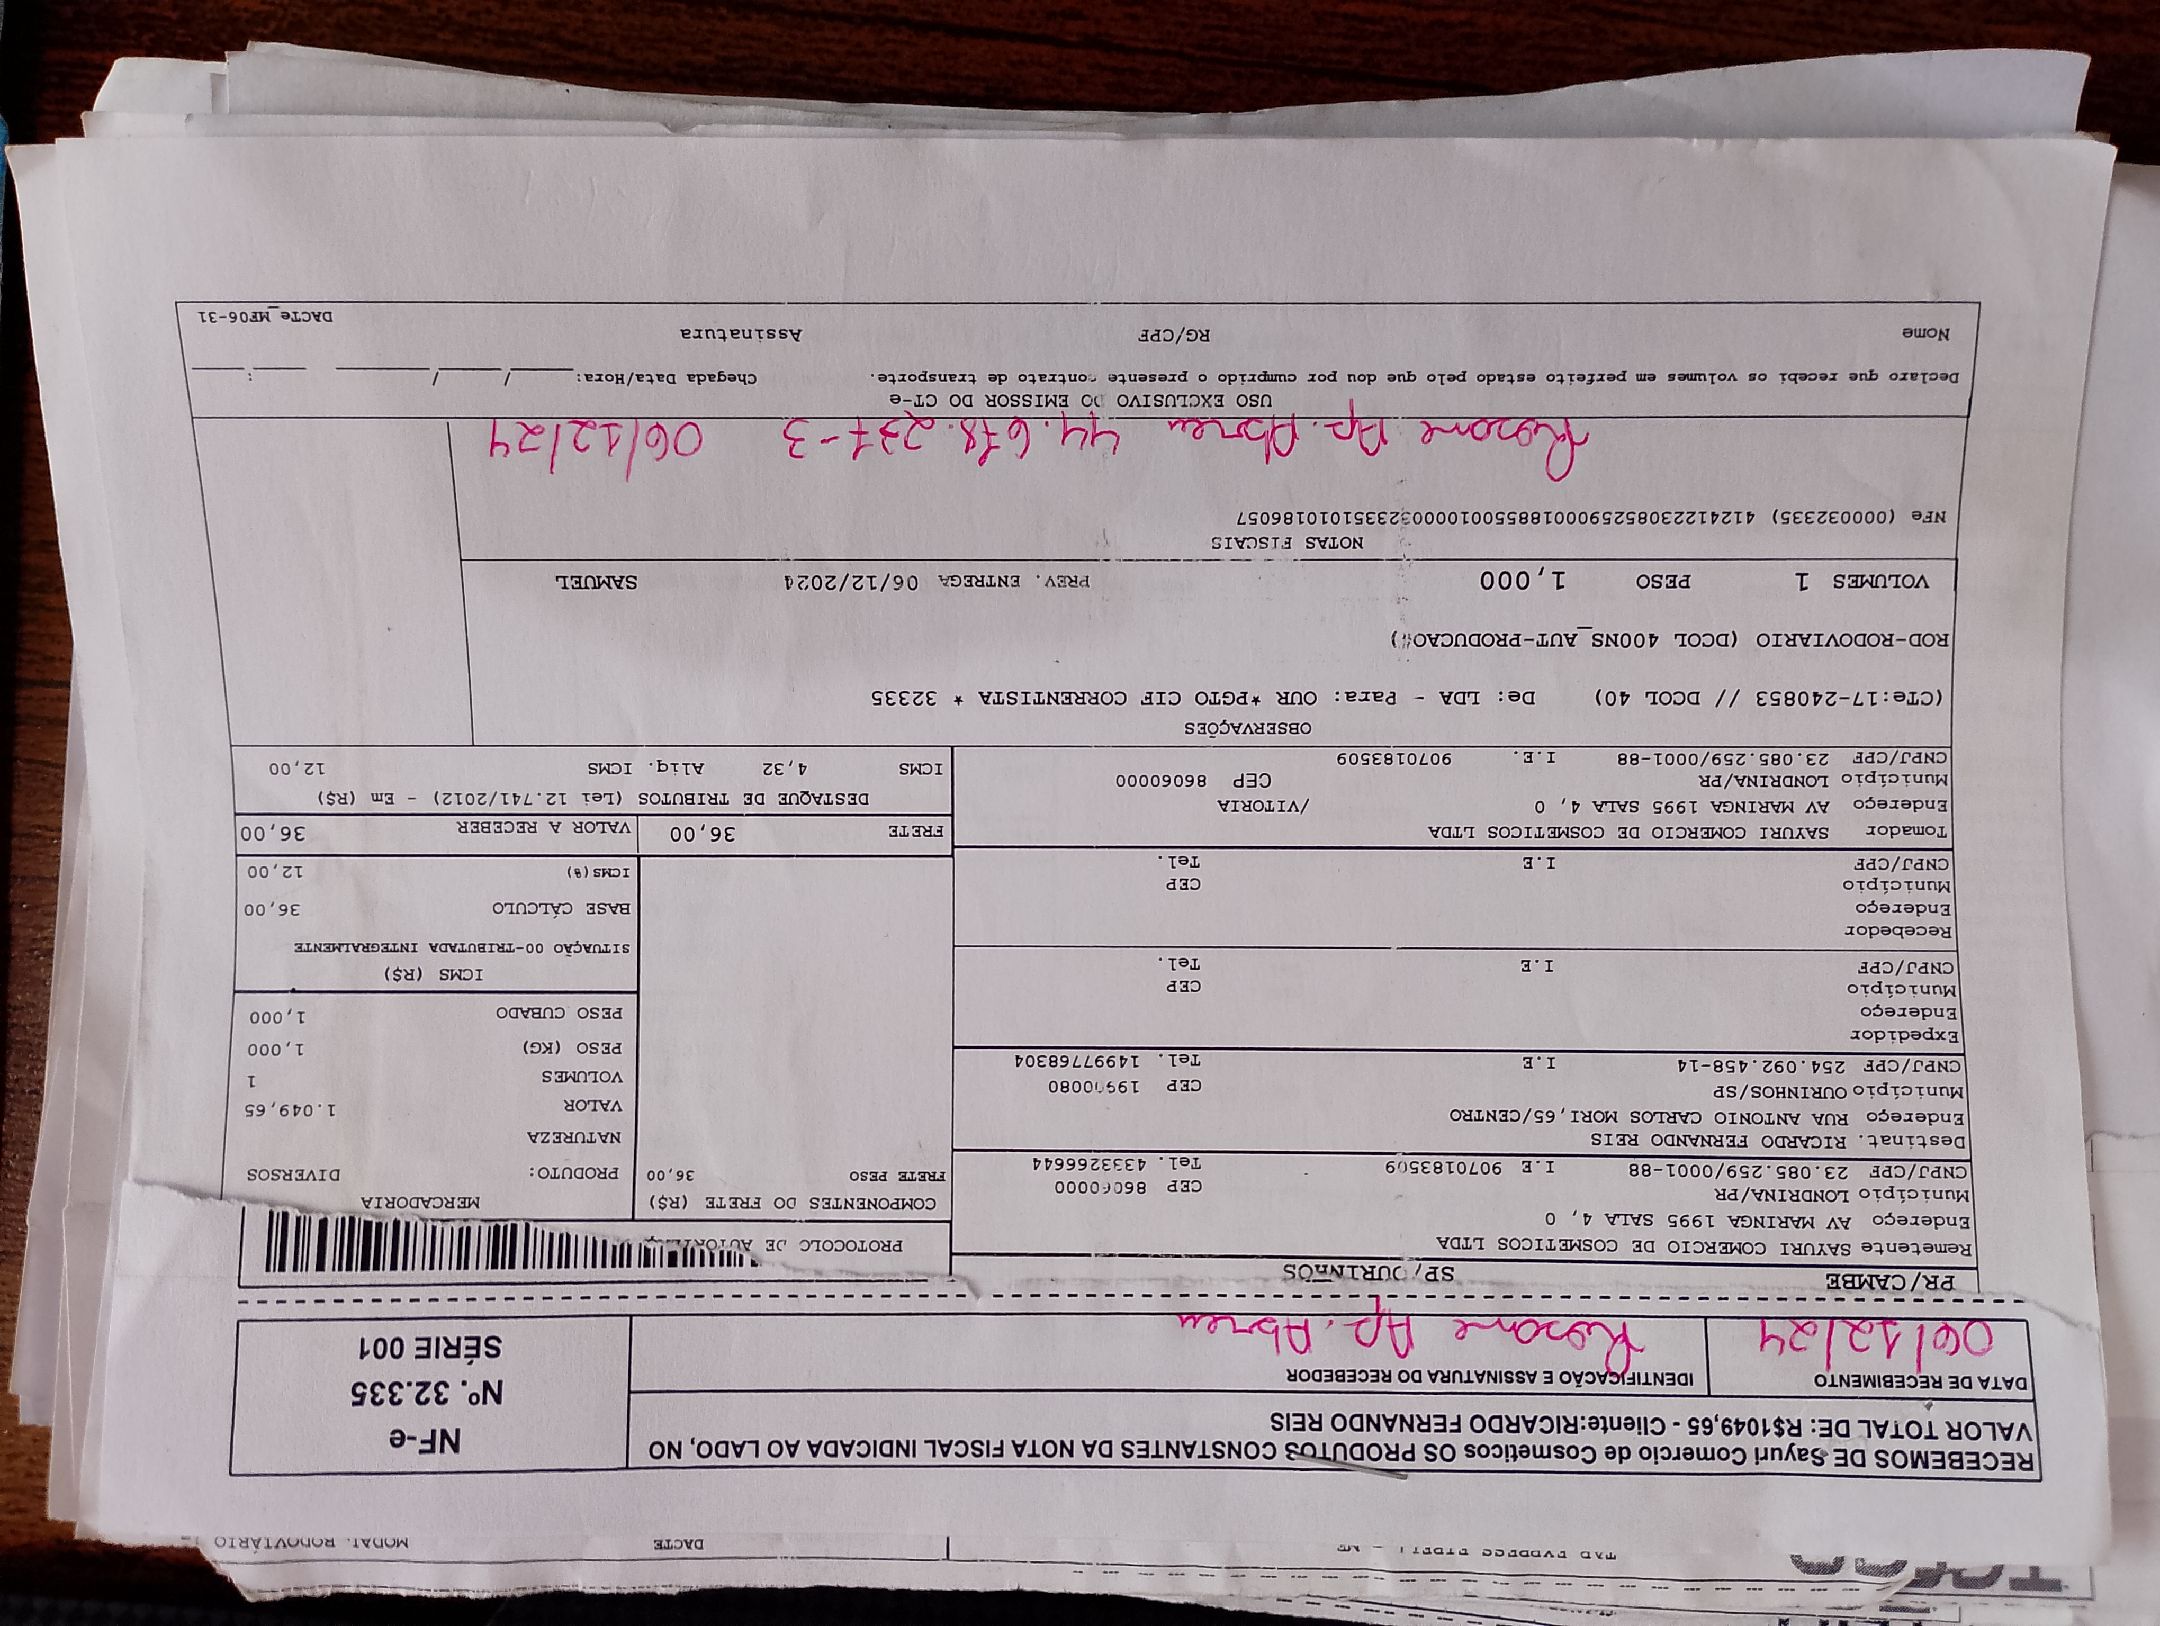 RECEBEMOS DE Sayuri Comercio de Cosmeticos OS PRODUTOS CONSTANTES DA NOTA FISCAL INDICADA AO LADO, NO
VALOR TOTAL DE: R$1049,65 - Cliente:RICARDO FERNANDO REIS
DATA DE RECEBIMENTO
06/12/24
IDENTIFICAÇÃO E ASSINATURA DO RECEBEDOR
Rosane Ap. Abreu
NF-e
Nº. 32.335
SÉRIE 001
PR/CAMBE SP/OURINHOS
Remetente SAYURI COMERCIO DE COSMETICOS LTDA
Endereço AV MARINGA 1995 SALA 4, 0
Município LONDRINA/PR CEP 86060000
CNPJ/CPF 23.085.259/0001-88 I.E 9070183509 Tel. 4333266644
Destinat. RICARDO FERNANDO REIS
Endereço RUA ANTONIO CARLOS MORI,65/CENTRO
Município OURINHOS/SP CEP 19900080
CNPJ/CPF 254.092.458-14 I.E Tel. 14997768304
Expedidor
Endereço
Município CEP
CNPJ/CPF I.E Tel.
Recebedor
Endereço
Município CEP
CNPJ/CPF I.E Tel.
Tomador SAYURI COMERCIO DE COSMETICOS LTDA
Endereço AV MARINGA 1995 SALA 4, 0 /VITORIA
Município LONDRINA/PR CEP 86060000
CNPJ/CPF 23.085.259/0001-88 I.E. 9070183509
PROTOCOLO DE
COMPONENTES DO FRETE (R$)
FRETE PESO 36,00
MERCADORIA
PRODUTO: DIVERSOS
NATUREZA
VALOR 1.049,65
VOLUMES 1
PESO (KG) 1,000
PESO CUBADO 1,000
ICMS (R$)
SITUAÇÃO 00-TRIBUTADA INTEGRALMENTE
BASE CÁLCULO 36,00
ICMS(%) 12,00
FRETE 36,00 VALOR A RECEBER 36,00
DESTAQUE DE TRIBUTOS (Lei 12.741/2012) - Em (R$)
ICMS 4,32 Aliq. ICMS 12,00
OBSERVAÇÕES
(CTe:17-240853 // DCOL 40) De: LDA - Para: OUR *PGTO CIF CORRENTISTA * 32335
ROD-RODOVIARIO (DCOL 400NS_AUT-PRODUCAO)
VOLUMES 1 PESO 1,000 PREV. ENTREGA 06/12/2024 SAMUEL
NOTAS FISCAIS
NFe (000032335) 41241223085259000188550010000323351010186057
Rosane Ap. Abreu 44.678.237-3 06/12/24
USO EXCLUSIVO DO EMISSOR DO CT-e
Declaro que recebi os volumes em perfeito estado pelo que dou por cumprido o presente contrato de transporte. Chegada Data/Hora: ____/____/____ ____:____
Nome RG/CPF Assinatura DACTe_MF06-31
DACTE
MODAL RODOVIÁRIO